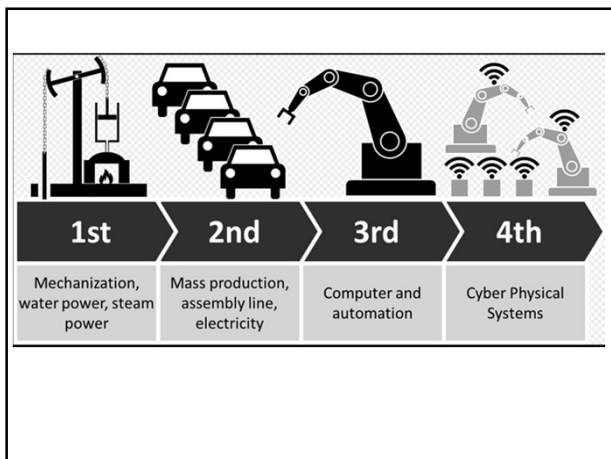 1st
2nd
3rd
4th
Mechanization,
water power, steam
power
Mass production,
assembly line,
electricity
Computer and
automation
Cyber Physical
Systems